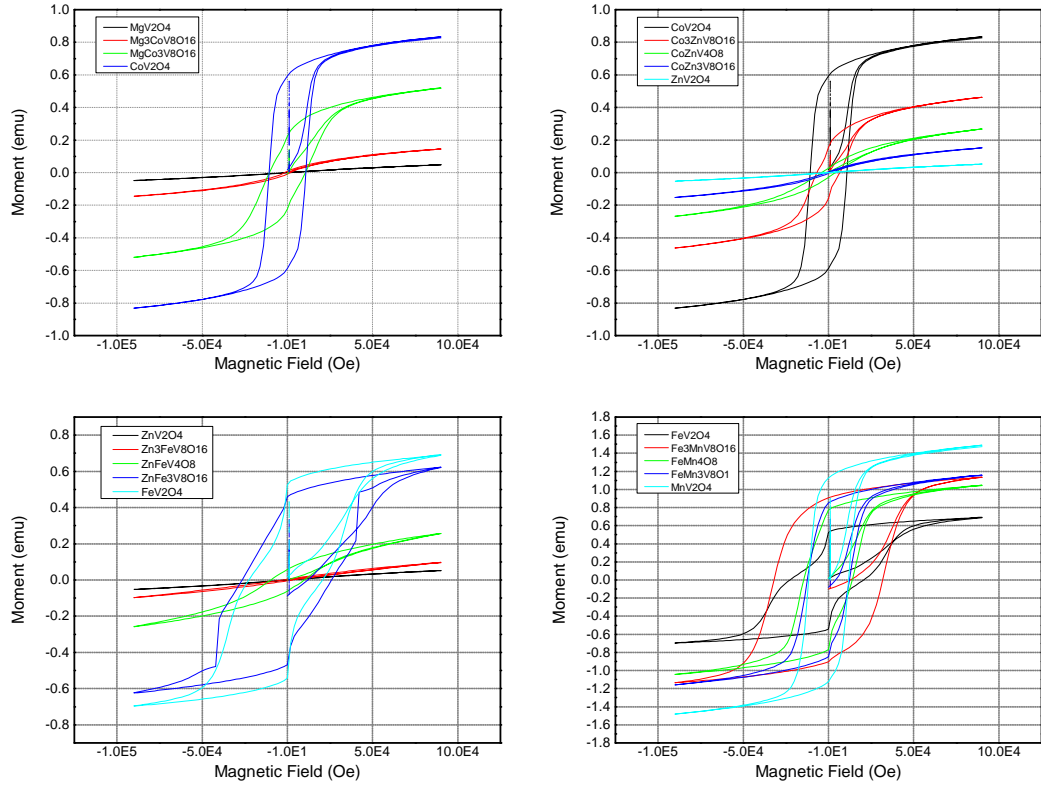 1.0
0.8
0.6
0.4
0.2
0.0
-0.2
-0.4
-0.6
-0.8
-1.0
Moment (emu)
MgV2O4
Mg3CoV8O16
MgCo3V8O16
CoV2O4
-1.0E5 -5.0E4 -1.0E1 5.0E4 10.0E4
Magnetic Field (Oe)
1.0
0.8
0.6
0.4
0.2
0.0
-0.2
-0.4
-0.6
-0.8
-1.0
Moment (emu)
CoV2O4
Co3ZnV8O16
CoZnV4O8
CoZn3V8O16
ZnV2O4
-1.0E5 -5.0E4 -1.0E1 5.0E4 10.0E4
Magnetic Field (Oe)
0.8
0.6
0.4
0.2
0.0
-0.2
-0.4
-0.6
-0.8
Moment (emu)
ZnV2O4
Zn3FeV8O16
ZnFeV4O8
ZnFe3V8O16
FeV2O4
-1.0E5 -5.0E4 -1.0E1 5.0E4 10.0E4
Magnetic Field (Oe)
1.8
1.6
1.4
1.2
1.0
0.8
0.6
0.4
0.2
0.0
-0.2
-0.4
-0.6
-0.8
-1.0
-1.2
-1.4
-1.6
-1.8
Moment (emu)
FeV2O4
Fe3MnV8O16
FeMn4O8
FeMn3V8O1
MnV2O4
-1.0E5 -5.0E4 -1.0E1 5.0E4 10.0E4
Magnetic Field (Oe)